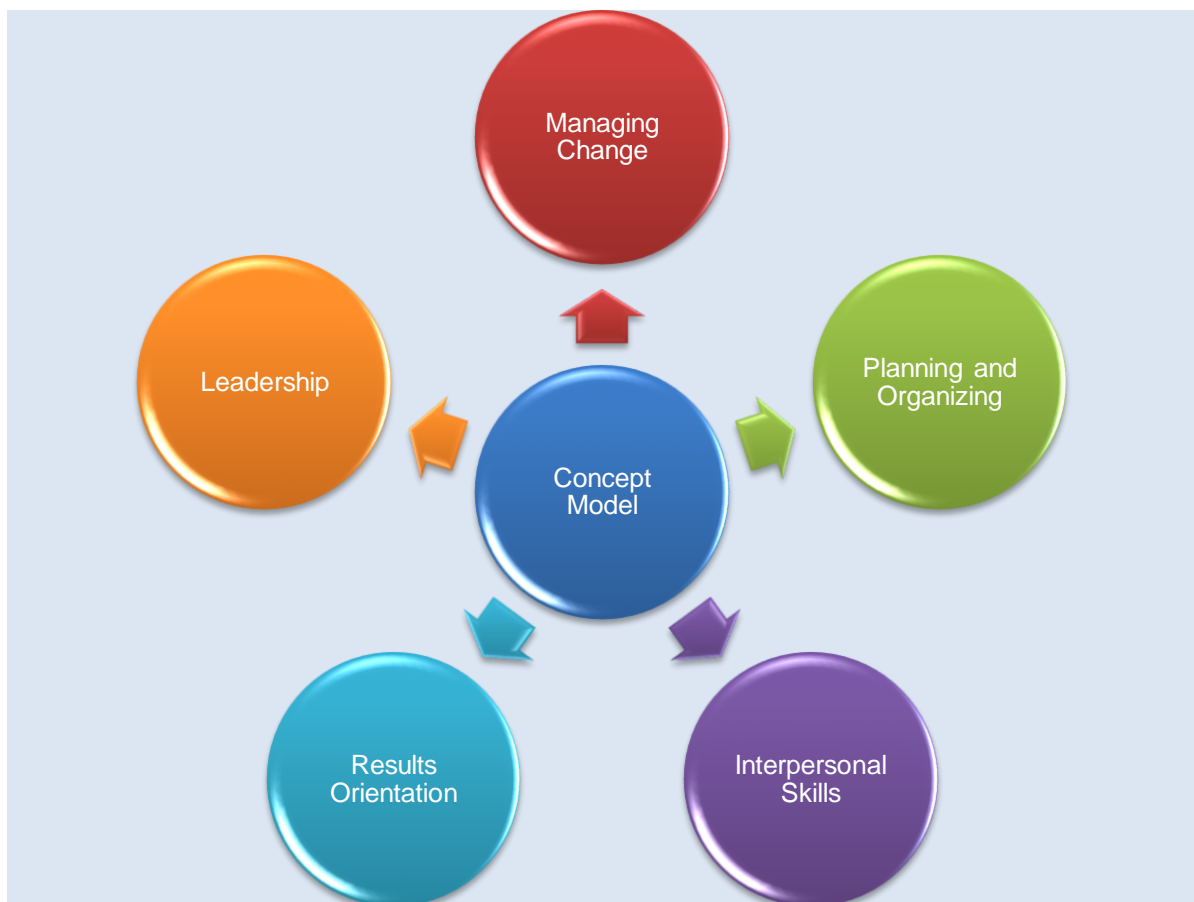 Managing
Change
Leadership
Planning and
Organizing
Concept
Model
Results
Orientation
Interpersonal
Skills